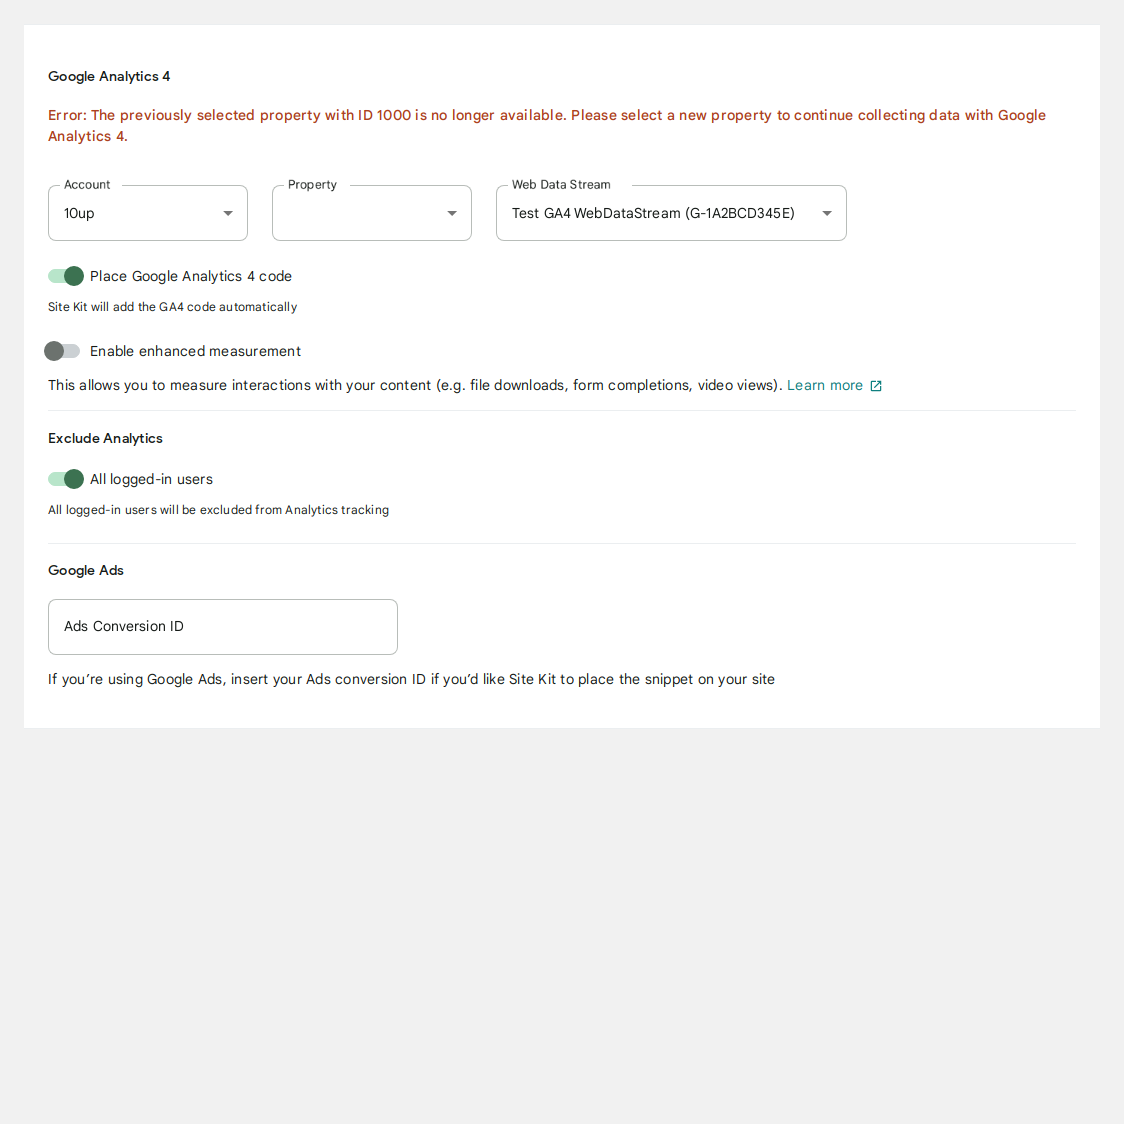 Google Analytics 4
Error: The previously selected property with ID 1000 is no longer available. Please select a new property to continue collecting data with Google
Analytics 4.
Account
Property
Web Data Stream
10up
Test GA4 WebDataStream (G-1A2BCD345E)
Place Google Analytics 4 code
Site Kit will add the GA4 code automatically
Enable enhanced measurement
This allows you to measure interactions with your content (e.g. file downloads, form completions, video views). Learn more
Exclude Analytics
All logged-in users
All logged-in users will be excluded from Analytics tracking
Google Ads
Ads Conversion ID
If you’re using Google Ads, insert your Ads conversion ID if you’d like Site Kit to place the snippet on your site